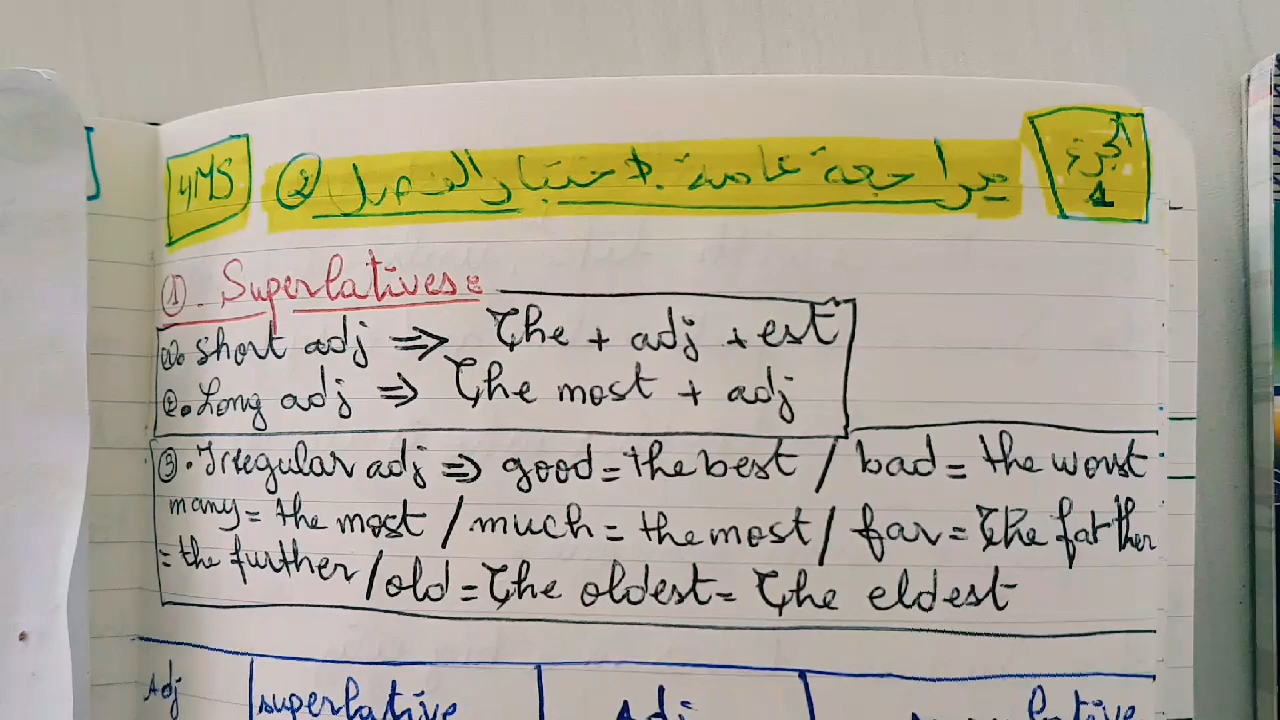 4MS مراجعة عامة لاختبار الفصل ② الجزء 1
①. Superlatives:
①. short adj ⇒ The + adj + est
②. Long adj ⇒ The most + adj
③. Irregular adj ⇒ good = the best / bad = the worst
many = the most / much = the most / far = The farther
= the further / old = The oldest = The eldest
Adj superlative Adj